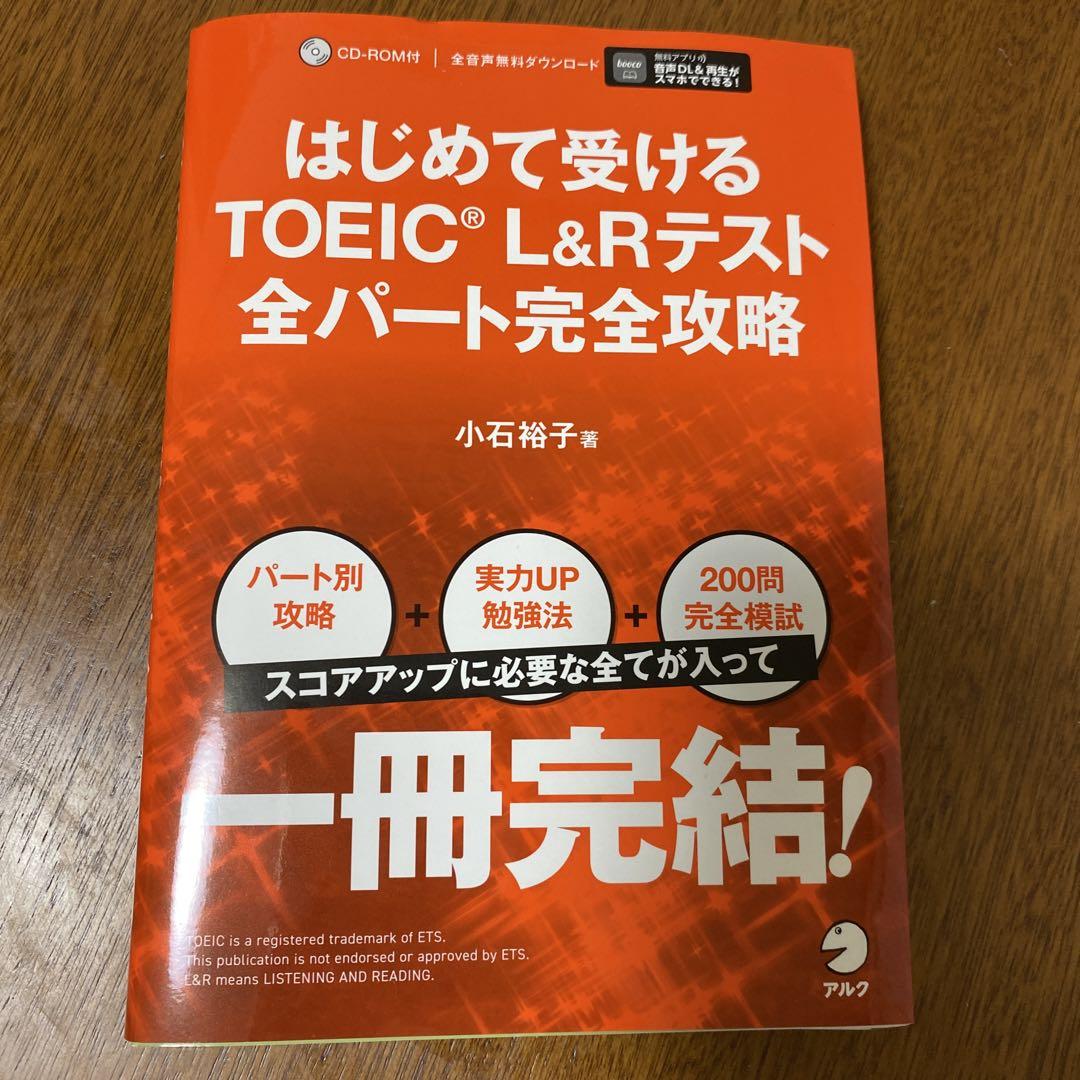 CD-ROM付 | 全音声無料ダウンロード
booco
無料アプリの
音声DL&再生が
スマホでできる!
はじめて受ける
TOEIC® L&Rテスト
全パート完全攻略
小石裕子 著
パート別
攻略
+
実力UP
勉強法
+
200問
完全模試
スコアアップに必要な全てが入って
一冊完結!
TOEIC is a registered trademark of ETS.
This publication is not endorsed or approved by ETS.
L&R means LISTENING AND READING.
アルク